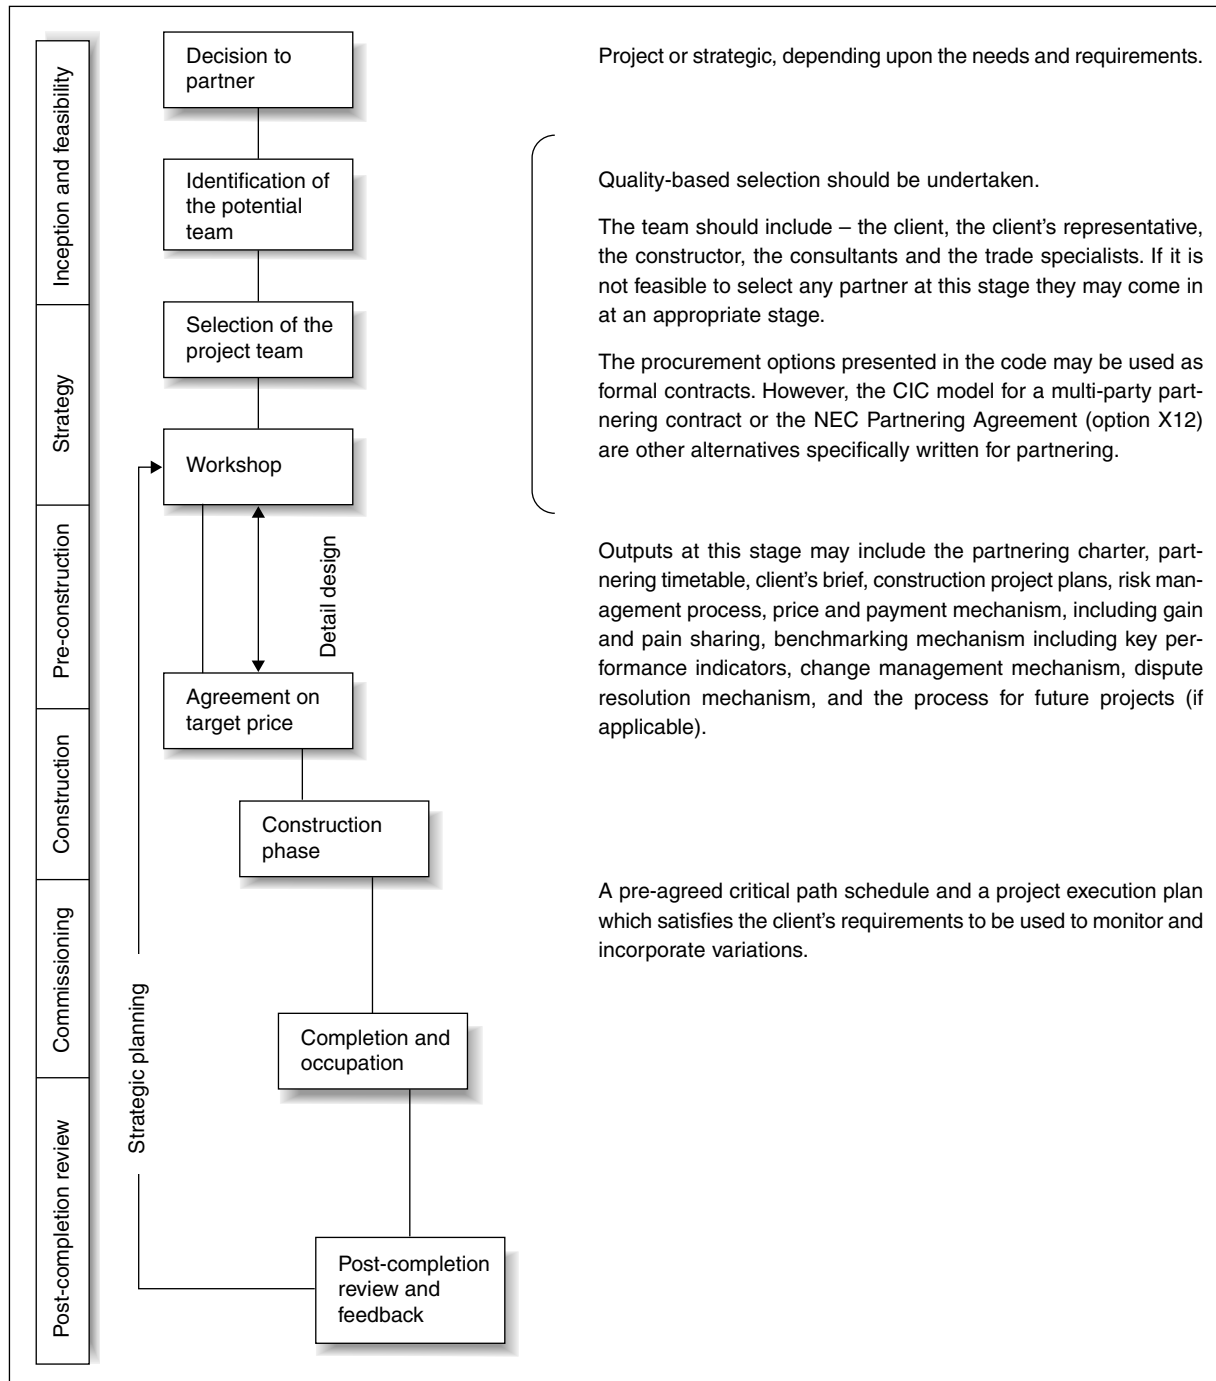 Inception and feasibility
Strategy
Pre-construction
Construction
Commissioning
Post-completion review
Decision to
partner
Identification of
the potential
team
Selection of the
project team
Workshop
Detail design
Agreement on
target price
Construction
phase
Completion and
occupation
Strategic planning
Post-completion
review and
feedback
Project or strategic, depending upon the needs and requirements.
Quality-based selection should be undertaken.
The team should include – the client, the client’s representative,
the constructor, the consultants and the trade specialists. If it is
not feasible to select any partner at this stage they may come in
at an appropriate stage.
The procurement options presented in the code may be used as
formal contracts. However, the CIC model for a multi-party part-
nering contract or the NEC Partnering Agreement (option X12)
are other alternatives specifically written for partnering.
Outputs at this stage may include the partnering charter, part-
nering timetable, client’s brief, construction project plans, risk man-
agement process, price and payment mechanism, including gain
and pain sharing, benchmarking mechanism including key per-
formance indicators, change management mechanism, dispute
resolution mechanism, and the process for future projects (if
applicable).
A pre-agreed critical path schedule and a project execution plan
which satisfies the client’s requirements to be used to monitor and
incorporate variations.